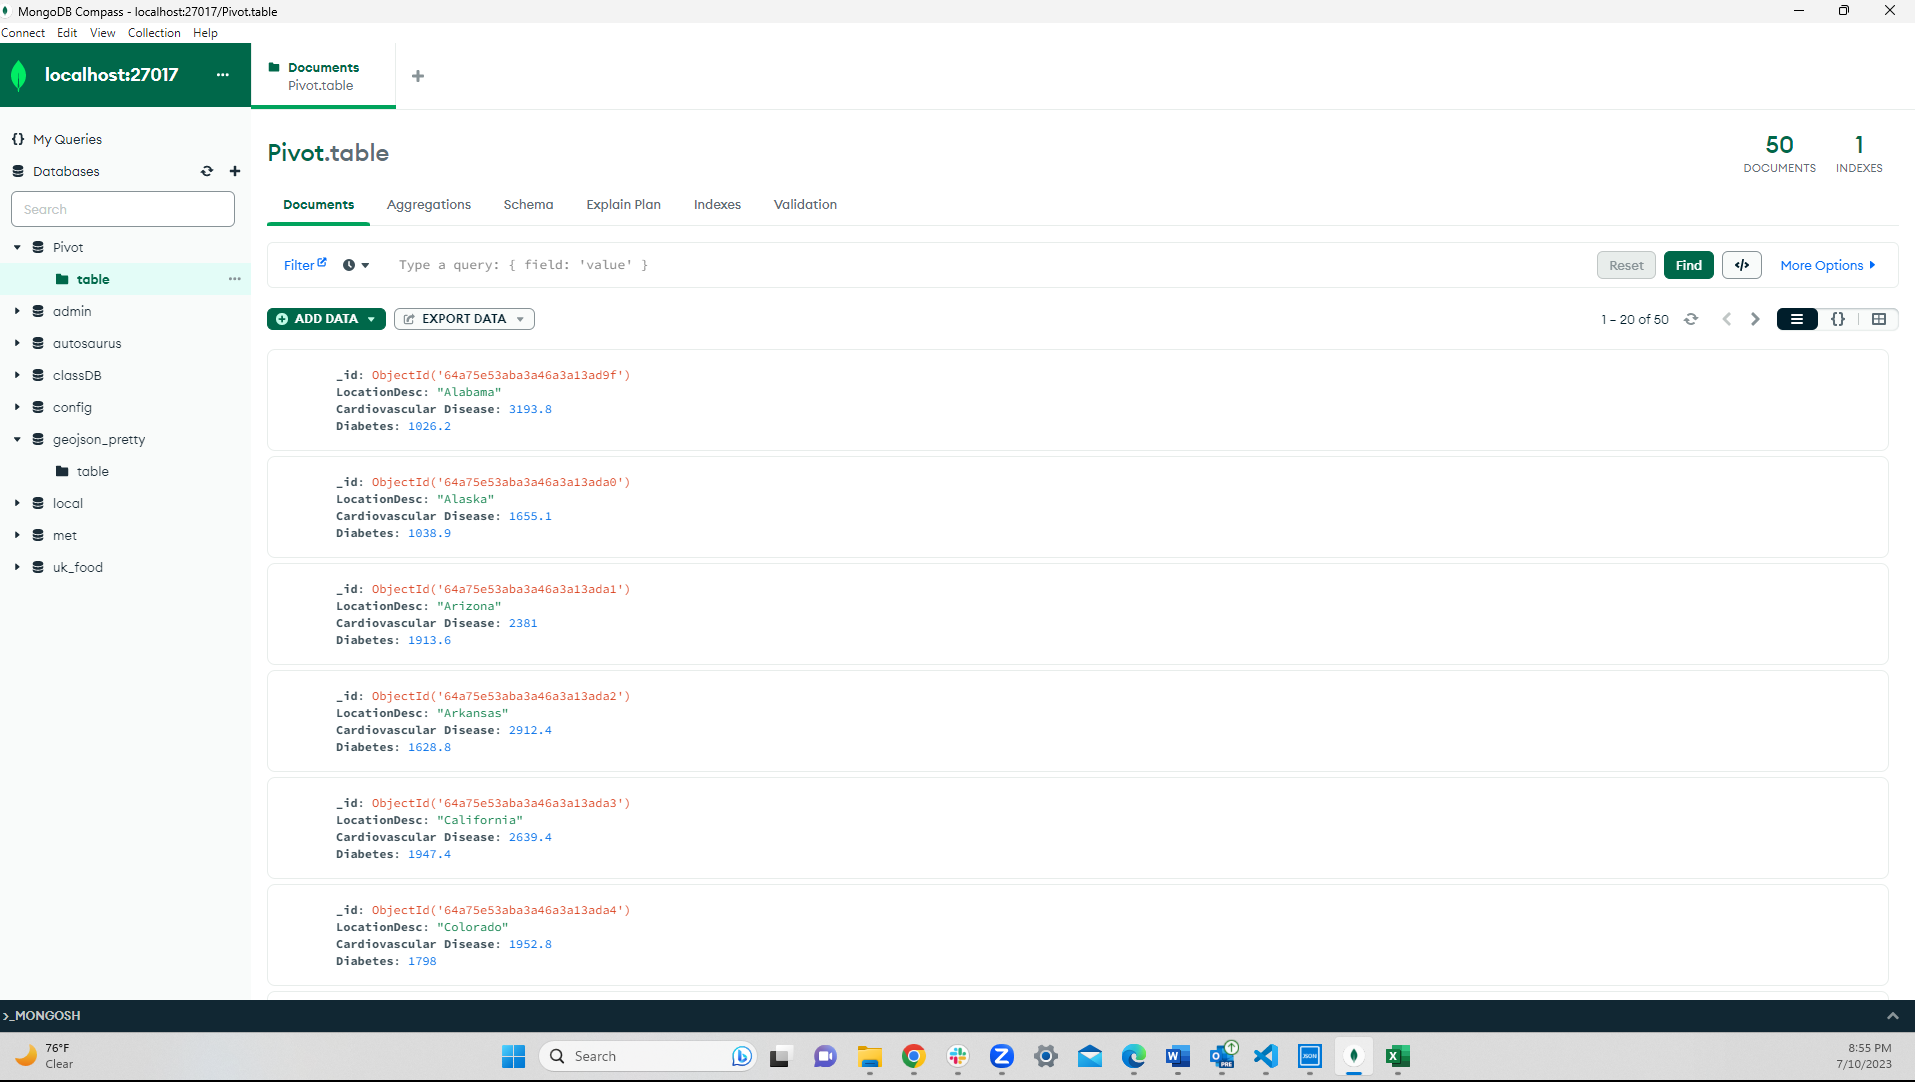 MongoDB Compass - localhost:27017/Pivot.table
Connect Edit View Collection Help
localhost:27017
Documents
Pivot.table
My Queries
Databases
Search
Pivot
table
admin
autosaurus
classDB
config
geojson_pretty
table
local
met
uk_food
Pivot.table
50
DOCUMENTS
1
INDEXES
Documents Aggregations Schema Explain Plan Indexes Validation
Filter Type a query: { field: 'value' } Reset Find </> More Options
ADD DATA EXPORT DATA 1 – 20 of 50 {}
_id: ObjectId('64a75e53aba3a46a3a13ad9f')
LocationDesc: "Alabama"
Cardiovascular Disease: 3193.8
Diabetes: 1026.2
_id: ObjectId('64a75e53aba3a46a3a13ada0')
LocationDesc: "Alaska"
Cardiovascular Disease: 1655.1
Diabetes: 1038.9
_id: ObjectId('64a75e53aba3a46a3a13ada1')
LocationDesc: "Arizona"
Cardiovascular Disease: 2381
Diabetes: 1913.6
_id: ObjectId('64a75e53aba3a46a3a13ada2')
LocationDesc: "Arkansas"
Cardiovascular Disease: 2912.4
Diabetes: 1628.8
_id: ObjectId('64a75e53aba3a46a3a13ada3')
LocationDesc: "California"
Cardiovascular Disease: 2639.4
Diabetes: 1947.4
_id: ObjectId('64a75e53aba3a46a3a13ada4')
LocationDesc: "Colorado"
Cardiovascular Disease: 1952.8
Diabetes: 1798
>_MONGOSH
76°F
Clear
Search
8:55 PM
7/10/2023